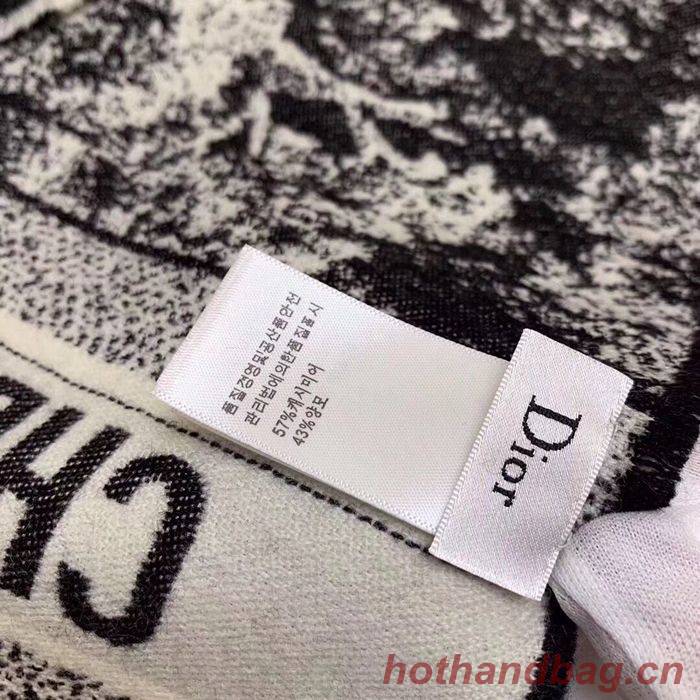 품질경영및공산품안전
관리법에의한품질표시
57%캐시미어
43%양모
Dior
CH
hothandbag.cn